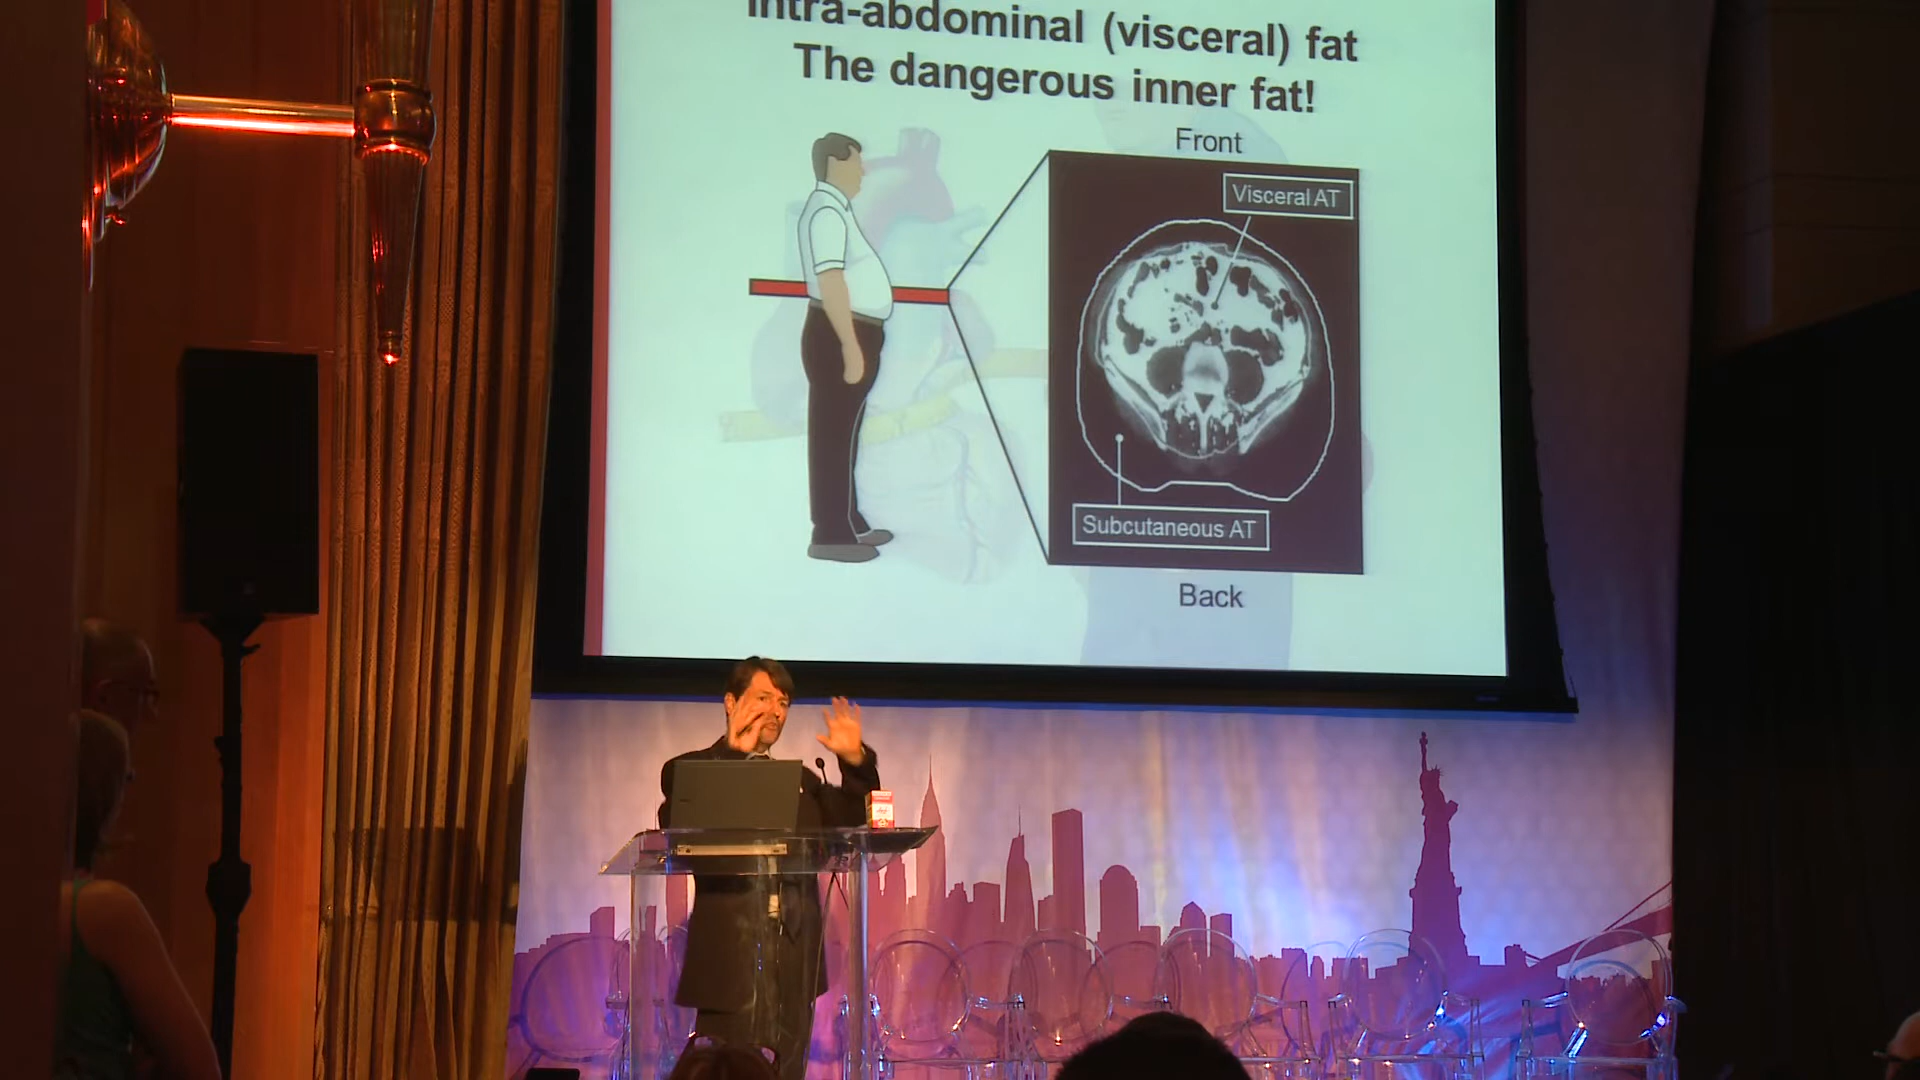 Intra-abdominal (visceral) fat
The dangerous inner fat!
Front
Visceral AT
Subcutaneous AT
Back